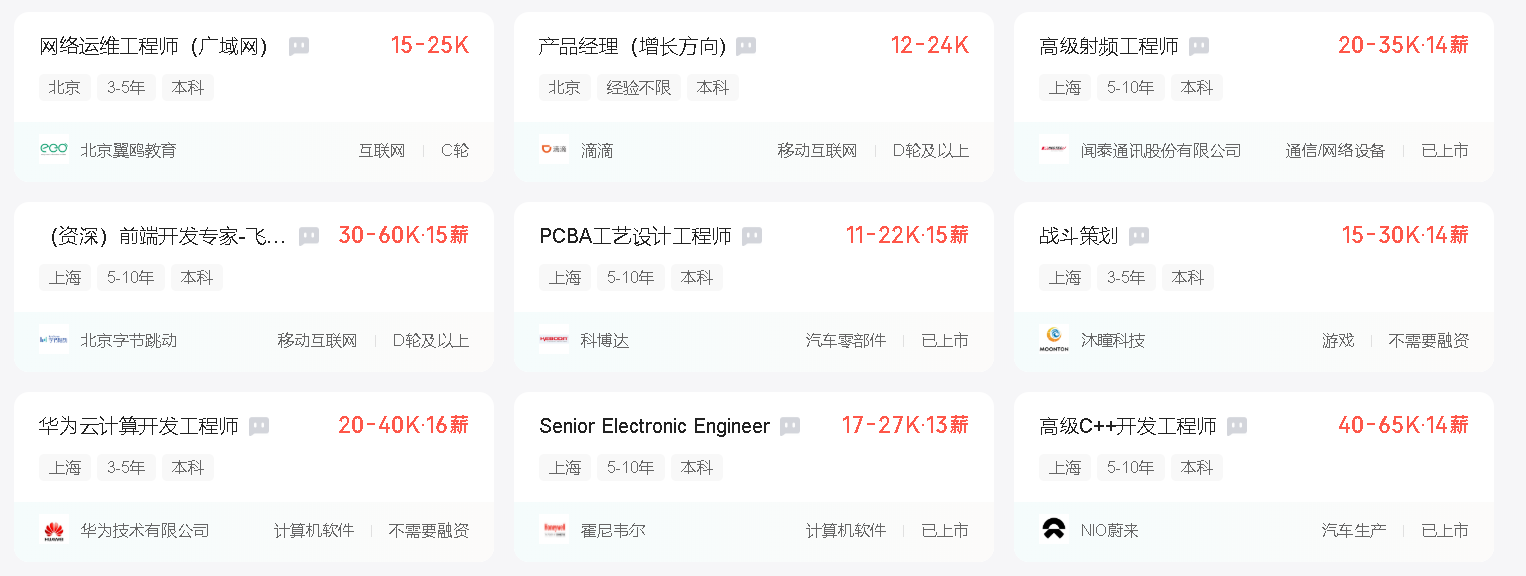 网络运维工程师（广域网） 15-25K
北京 3-5年 本科
北京翼鸥教育 互联网 C轮
产品经理（增长方向） 12-24K
北京 经验不限 本科
滴滴 滴滴 移动互联网 D轮及以上
高级射频工程师 20-35K·14薪
上海 5-10年 本科
闻泰通讯股份有限公司 通信/网络设备 已上市
（资深）前端开发专家-飞... 30-60K·15薪
上海 5-10年 本科
北京字节跳动 移动互联网 D轮及以上
PCBA工艺设计工程师 11-22K·15薪
上海 5-10年 本科
科博达 汽车零部件 已上市
战斗策划 15-30K·14薪
上海 3-5年 本科
MOONTON 沐瞳科技 游戏 不需要融资
华为云计算开发工程师 20-40K·16薪
上海 3-5年 本科
HUAWEI 华为技术有限公司 计算机软件 不需要融资
Senior Electronic Engineer 17-27K·13薪
上海 5-10年 本科
霍尼韦尔 计算机软件 已上市
高级C++开发工程师 40-65K·14薪
上海 5-10年 本科
NIO蔚来 汽车生产 已上市